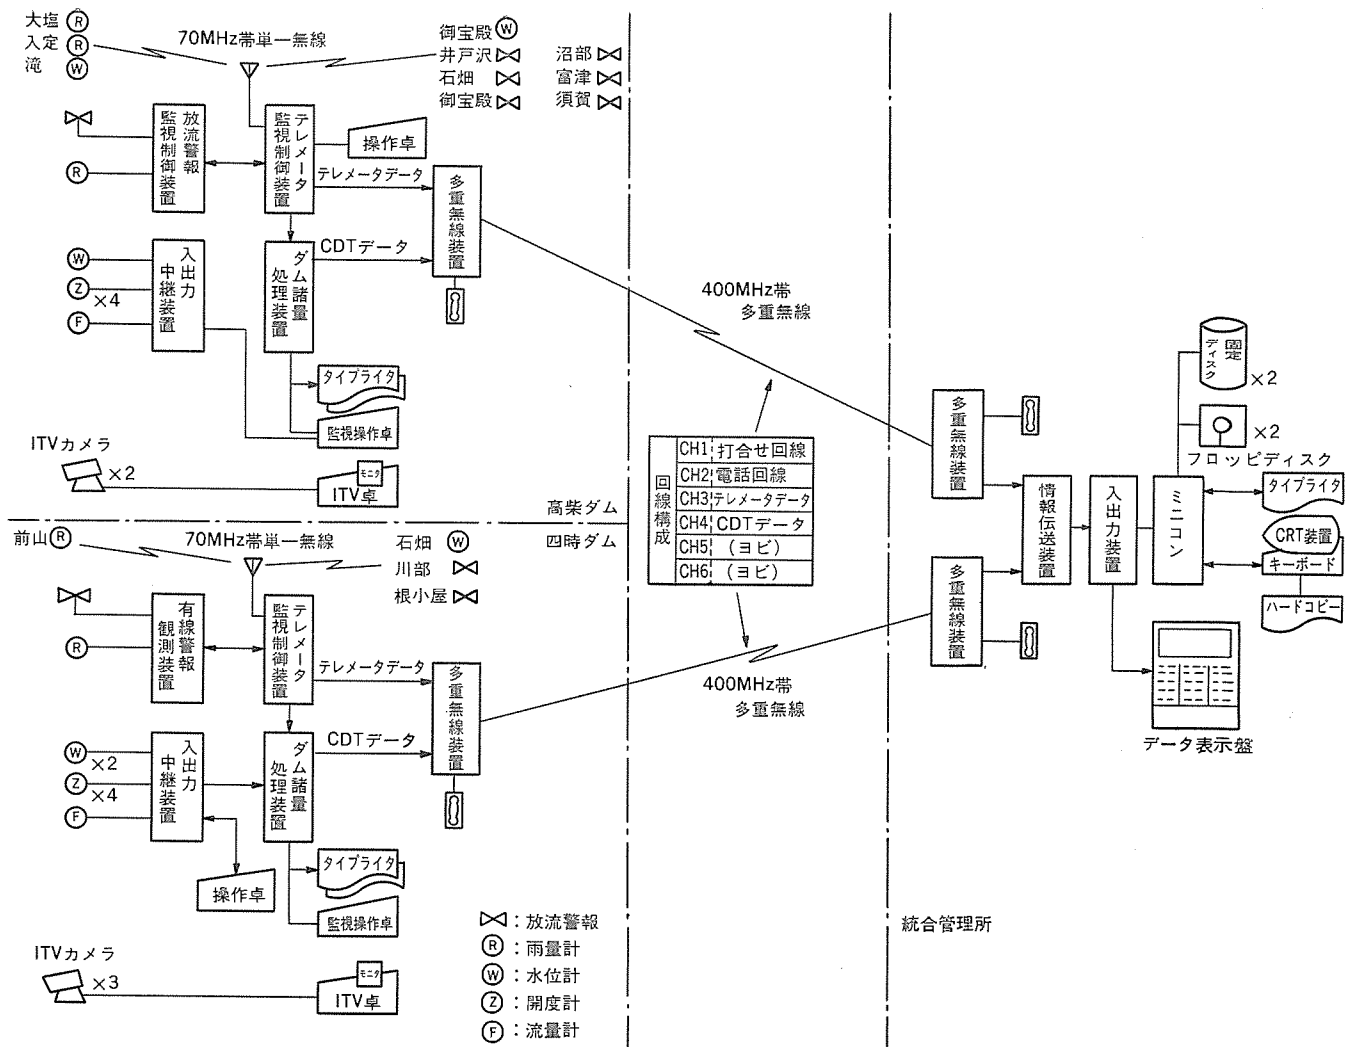 大塩 R
入定 R
滝 W
70MHz帯単一無線
御宝殿 W
井戸沢
石畑
御宝殿
沼部
富津
須賀
R
放流警報
監視制御装置
テレメータ
監視制御装置
操作卓
テレメータデータ
多重無線装置
W
Z ×4
F
入出力
中継装置
ダム諸量
処理装置
CDTデータ
タイプライタ
監視操作卓
ITVカメラ
×2
モニタ
ITV卓
高柴ダム
四時ダム
前山 R
70MHz帯単一無線
石畑 W
川部
根小屋
R
有線警報
観測装置
テレメータ
監視制御装置
テレメータデータ
多重無線装置
W ×2
Z ×4
F
入出力
中継装置
ダム諸量
処理装置
CDTデータ
操作卓
タイプライタ
監視操作卓
ITVカメラ
×3
モニタ
ITV卓
：放流警報
R：雨量計
W：水位計
Z：開度計
F：流量計
400MHz帯
多重無線
回線構成
CH1 打合せ回線
CH2 電話回線
CH3 テレメータデータ
CH4 CDTデータ
CH5 (ヨビ)
CH6 (ヨビ)
400MHz帯
多重無線
統合管理所
多重無線装置
多重無線装置
情報伝送装置
入出力装置
ミニコン
固定
ディスク
×2
×2
フロッピディスク
タイプライタ
CRT装置
キーボード
ハードコピー
データ表示盤